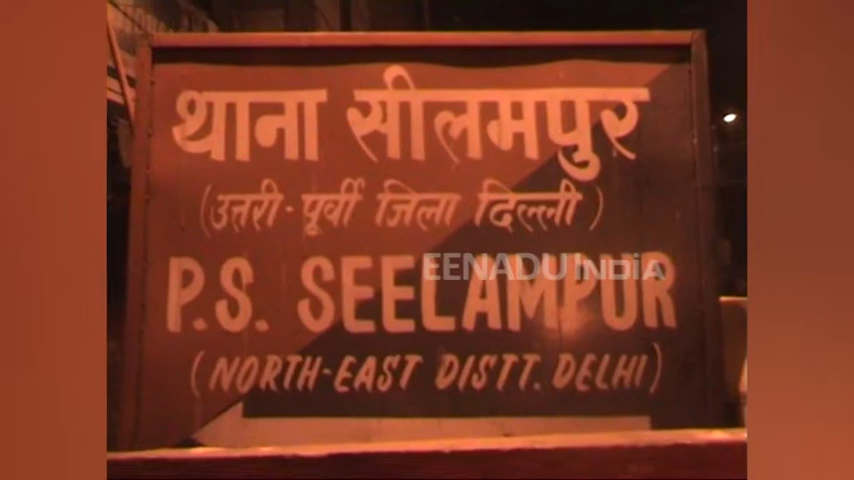 थाना सीलमपुर
(उत्तरी-पूर्वी जिला दिल्ली)
EENADU INDIA
P.S. SEELAMPUR
(NORTH-EAST DISTT. DELHI)